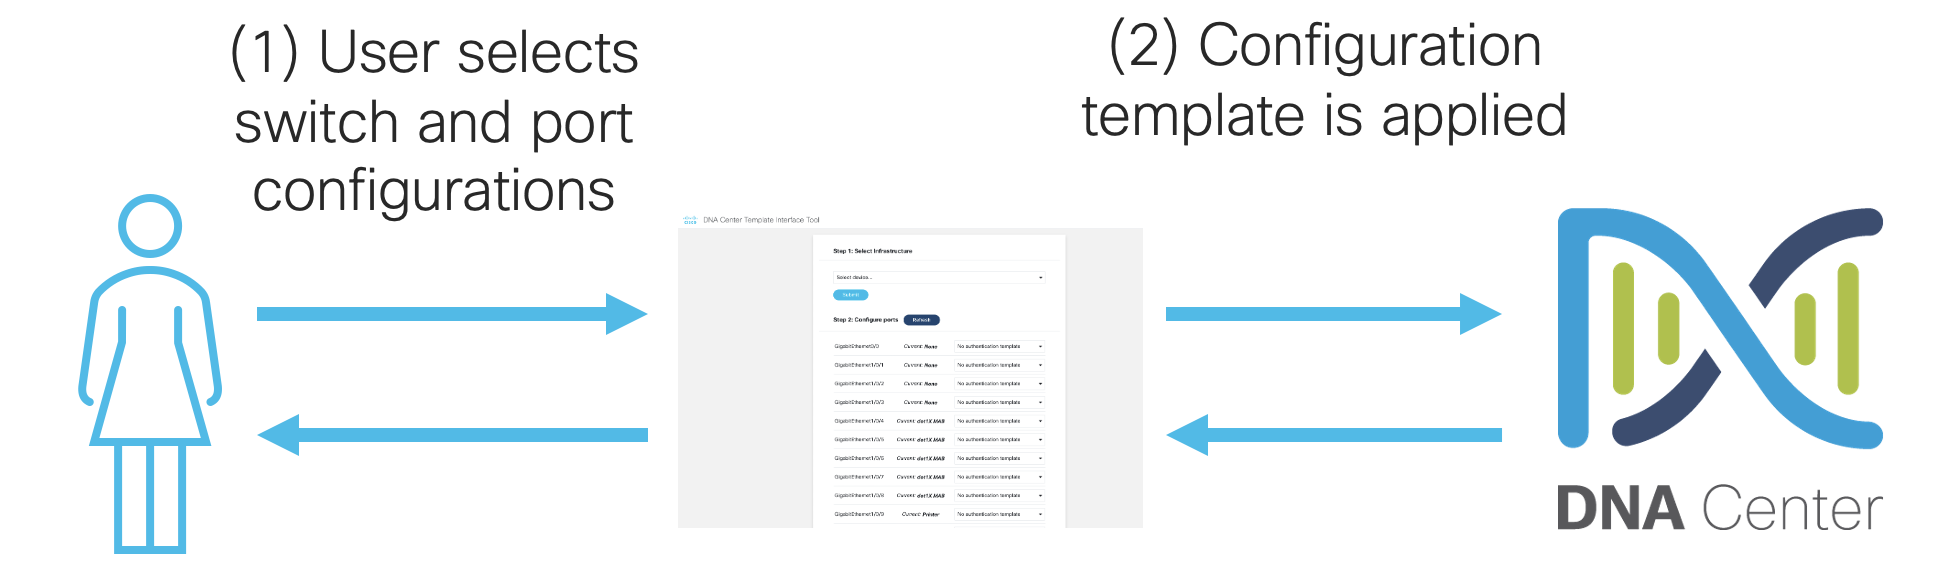 (1) User selects
switch and port
configurations
(2) Configuration
template is applied
CISCO DNA Center Template Interface Tool
Step 1: Select Infrastructure
Select device...
Submit
Step 2: Configure ports Refresh
GigabitEthernet0/0 Current: None No authentication template
GigabitEthernet1/0/1 Current: None No authentication template
GigabitEthernet1/0/2 Current: None No authentication template
GigabitEthernet1/0/3 Current: None No authentication template
GigabitEthernet1/0/4 Current: dot1X MAB No authentication template
GigabitEthernet1/0/5 Current: dot1X MAB No authentication template
GigabitEthernet1/0/6 Current: dot1X MAB No authentication template
GigabitEthernet1/0/7 Current: dot1X MAB No authentication template
GigabitEthernet1/0/8 Current: dot1X MAB No authentication template
GigabitEthernet1/0/9 Current: Printer No authentication template
DNA Center